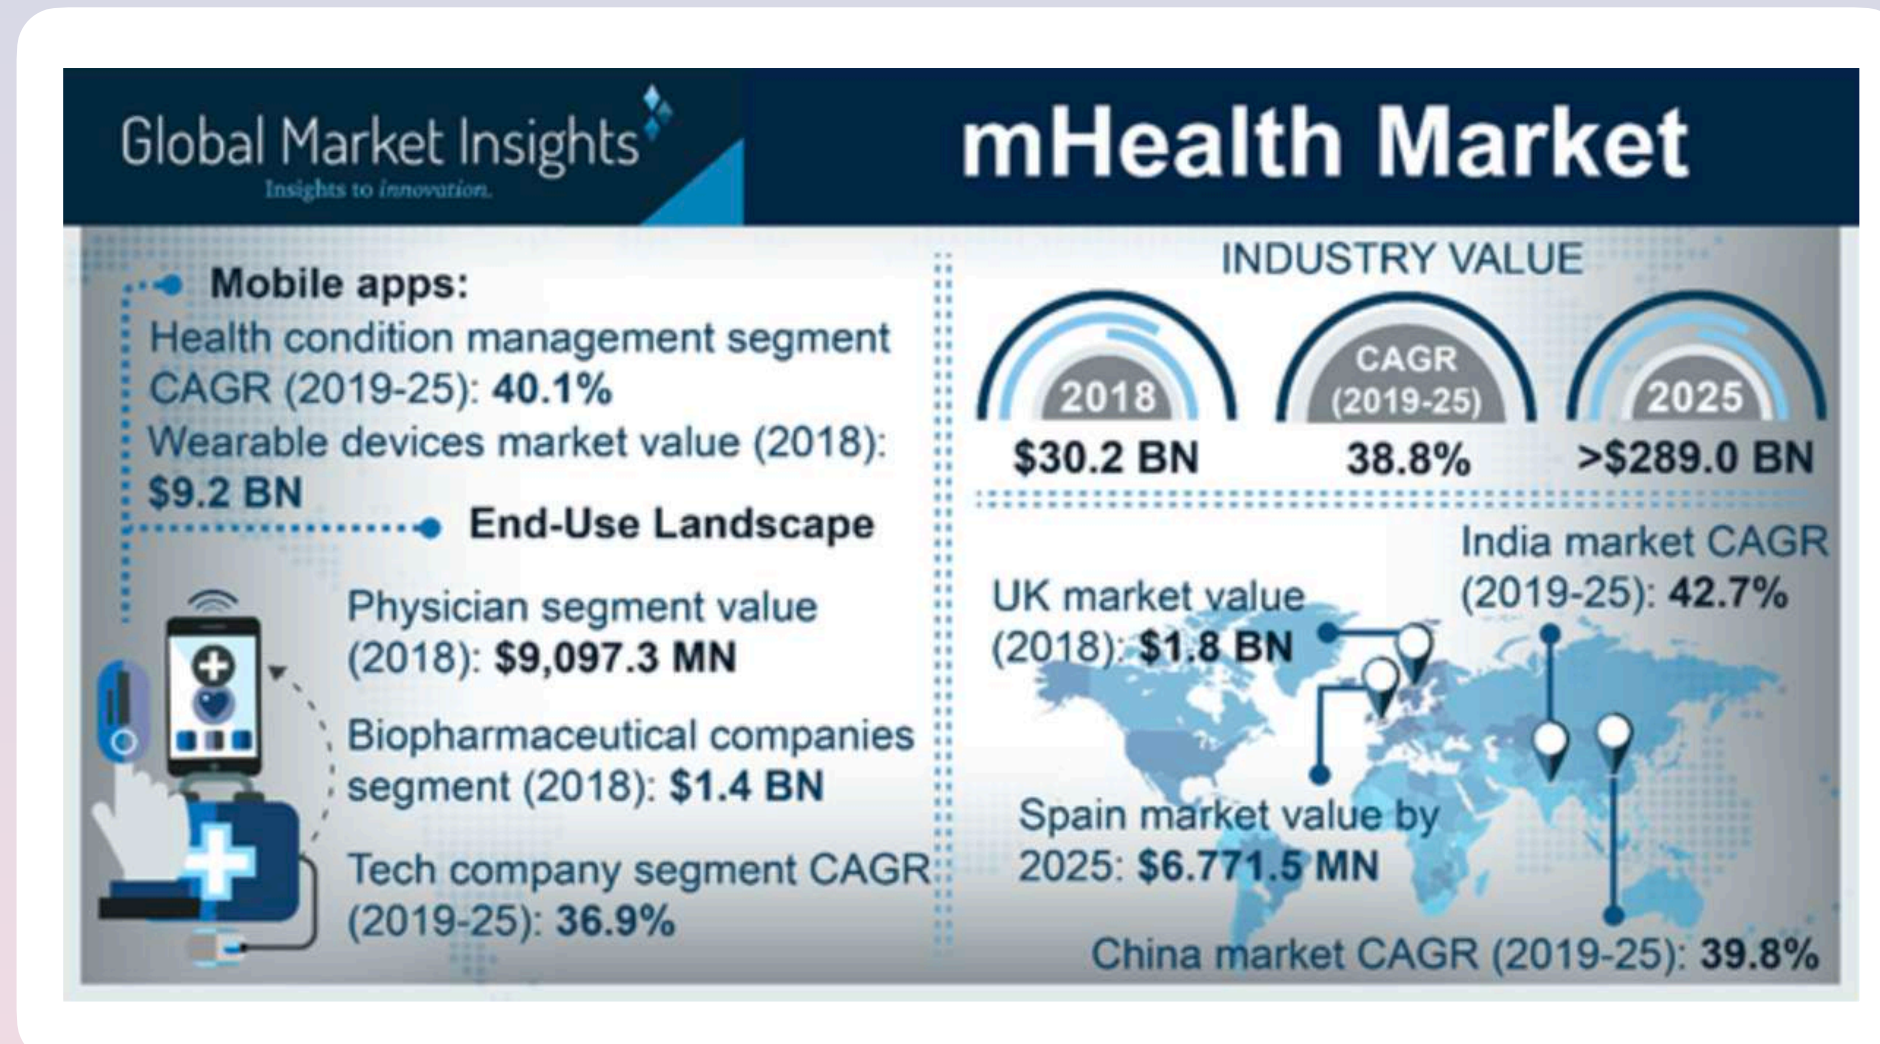 Global Market Insights
Insights to innovation.
mHealth Market
Mobile apps:
Health condition management segment
CAGR (2019-25): 40.1%
Wearable devices market value (2018):
$9.2 BN
End-Use Landscape
Physician segment value
(2018): $9,097.3 MN
Biopharmaceutical companies
segment (2018): $1.4 BN
Tech company segment CAGR
(2019-25): 36.9%
INDUSTRY VALUE
2018
$30.2 BN
CAGR
(2019-25)
38.8%
2025
>$289.0 BN
India market CAGR
(2019-25): 42.7%
UK market value
(2018): $1.8 BN
Spain market value by
2025: $6.771.5 MN
China market CAGR (2019-25): 39.8%